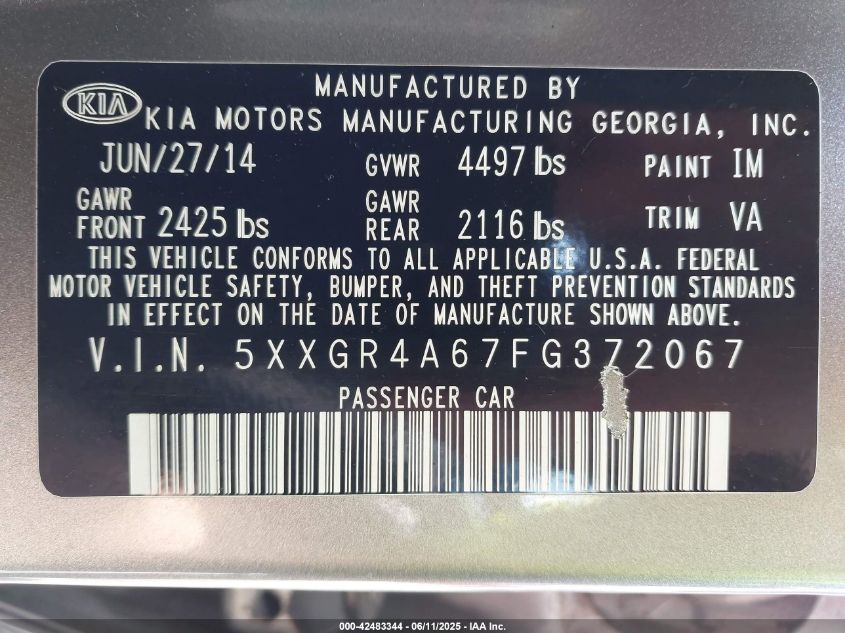 MANUFACTURED BY
KIA KIA MOTORS MANUFACTURING GEORGIA, INC.
JUN/27/14 GVWR 4497 lbs PAINT IM
GAWR FRONT 2425 lbs GAWR REAR 2116 lbs TRIM VA
THIS VEHICLE CONFORMS TO ALL APPLICABLE U.S.A. FEDERAL
MOTOR VEHICLE SAFETY, BUMPER, AND THEFT PREVENTION STANDARDS
IN EFFECT ON THE DATE OF MANUFACTURE SHOWN ABOVE.
V.I.N. 5XXGR4A67FG372067
PASSENGER CAR
000-42483344 - 06/11/2025 - IAA Inc.